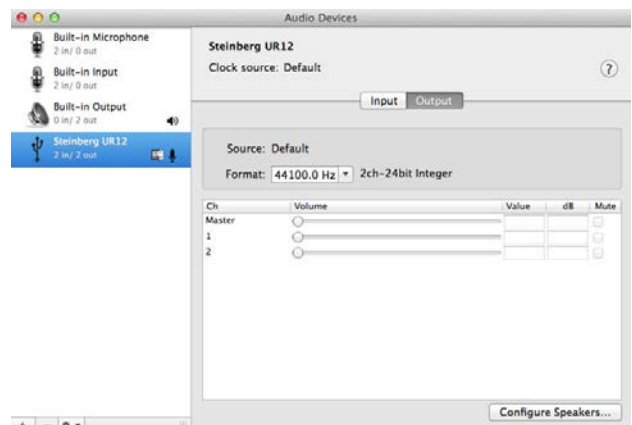 Audio Devices
Built-in Microphone
2 in/ 0 out
Built-in Input
2 in/ 0 out
Built-in Output
0 in/ 2 out
Steinberg UR12
2 in/ 2 out
Steinberg UR12
Clock source: Default
?
Input Output
Source: Default
Format: 44100.0 Hz 2ch-24bit Integer
Ch Volume Value dB Mute
Master
1
2
Configure Speakers...